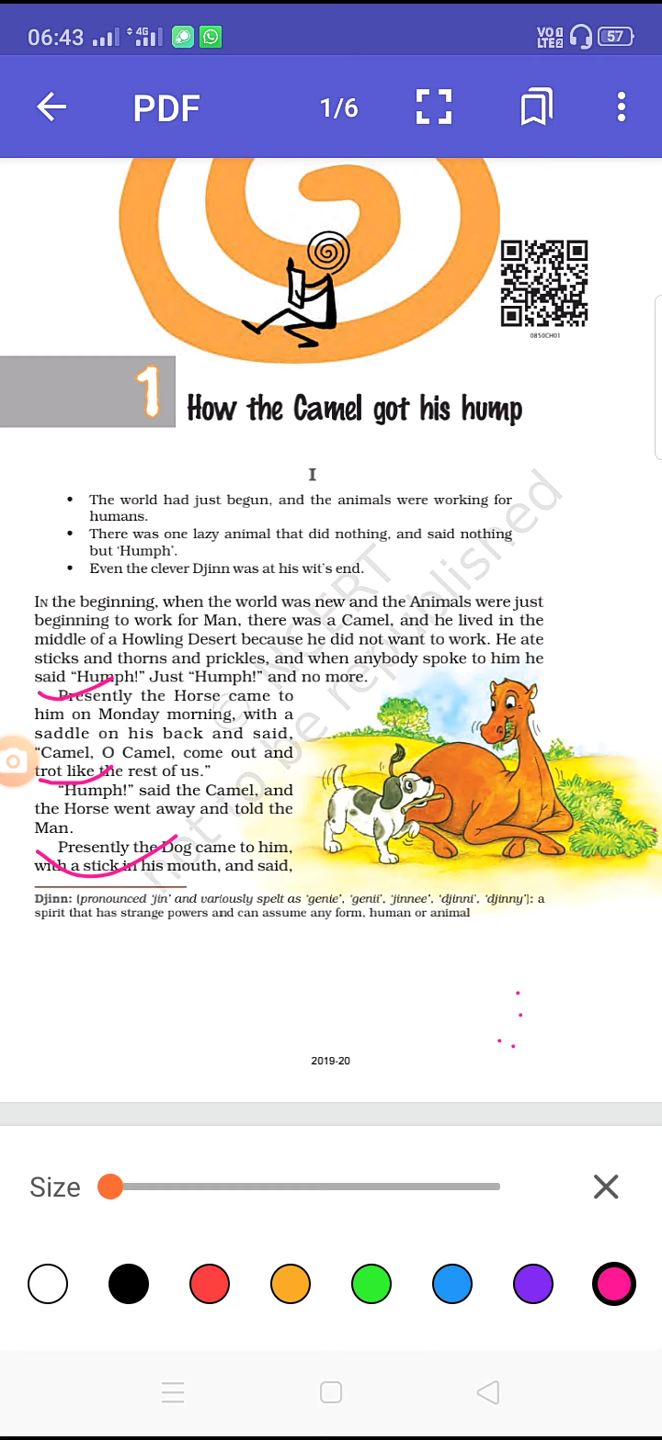 06:43
4G
VO
LTE2
57
PDF
1/6
0850CH01
1 How the Camel got his hump
I
• The world had just begun, and the animals were working for
humans.
• There was one lazy animal that did nothing, and said nothing
but ‘Humph’.
• Even the clever Djinn was at his wit’s end.
IN the beginning, when the world was new and the Animals were just
beginning to work for Man, there was a Camel, and he lived in the
middle of a Howling Desert because he did not want to work. He ate
sticks and thorns and prickles, and when anybody spoke to him he
said “Humph!” Just “Humph!” and no more.
Presently the Horse came to
him on Monday morning, with a
saddle on his back and said,
“Camel, O Camel, come out and
trot like the rest of us.”
“Humph!” said the Camel, and
the Horse went away and told the
Man.
Presently the Dog came to him,
with a stick in his mouth, and said,
Djinn: [pronounced ‘jin’ and variously spelt as ‘genie’, ‘genii’, ‘jinnee’, ‘djinni’, ‘djinny’]: a
spirit that has strange powers and can assume any form, human or animal
© NCERT
not to be republished
2019-20
Size